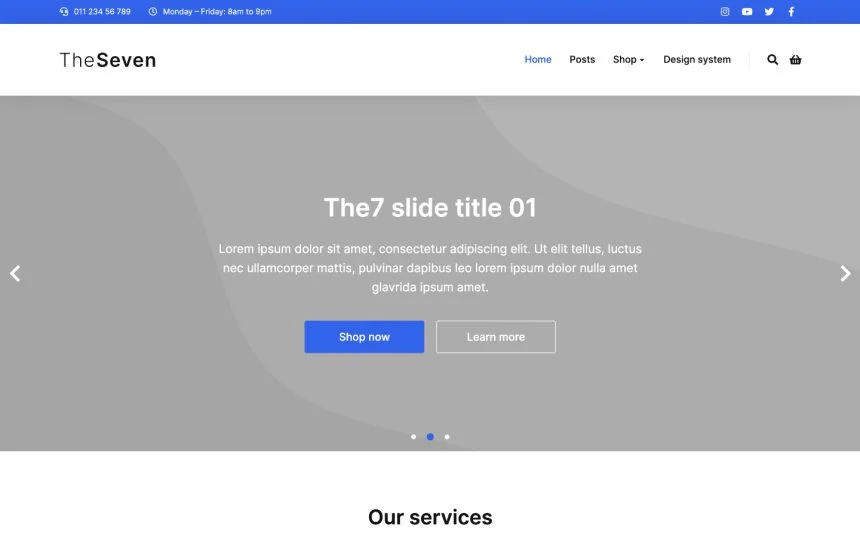 011 234 56 789 Monday – Friday: 8am to 9pm
TheSeven Home Posts Shop Design system
The7 slide title 01
Lorem ipsum dolor sit amet, consectetur adipiscing elit. Ut elit tellus, luctus
nec ullamcorper mattis, pulvinar dapibus leo lorem ipsum dolor nulla amet
glavrida ipsum amet.
Shop now Learn more
Our services